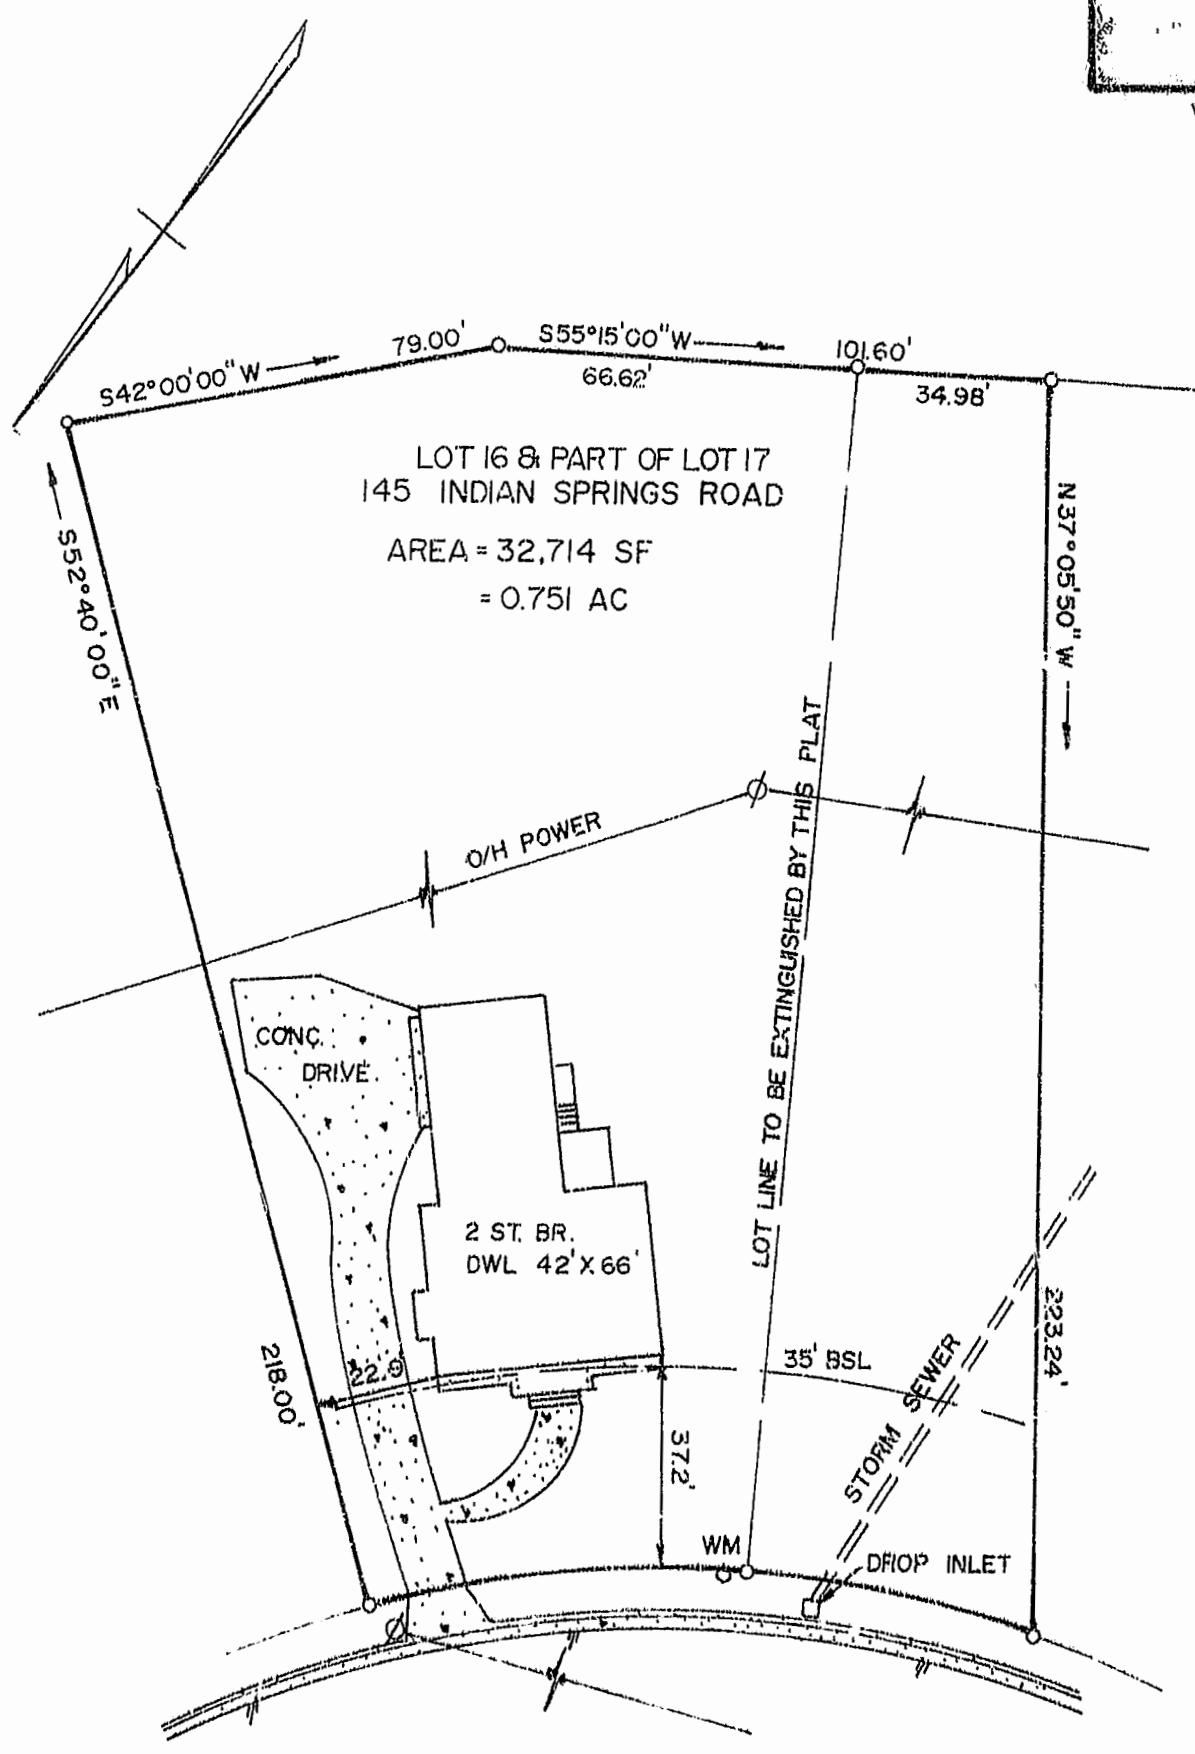 S42°00'00"W
79.00'
S55°15'00"W
66.62'
101.60'
34.98'
LOT 16 & PART OF LOT 17
145 INDIAN SPRINGS ROAD
AREA = 32,714 SF
= 0.751 AC
S52°40'00"E
N37°05'50"W
O/H POWER
LOT LINE TO BE EXTINGUISHED BY THIS PLAT
CONC.
DRIVE
2 ST. BR.
DWL 42' X 66'
218.00'
223.24'
35' BSL
37.2'
STORM SEWER
WM
DROP INLET